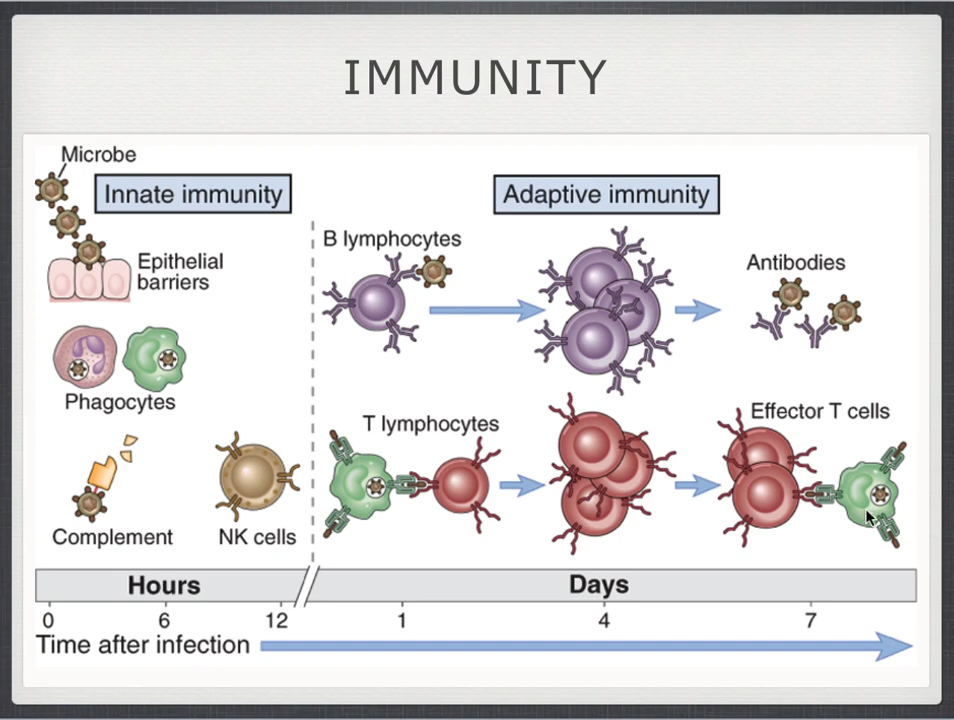 IMMUNITY
Microbe
Innate immunity
Adaptive immunity
Epithelial
barriers
B lymphocytes
Antibodies
Phagocytes
T lymphocytes
Effector T cells
Complement
NK cells
Hours
Days
0
6
12
1
4
7
Time after infection